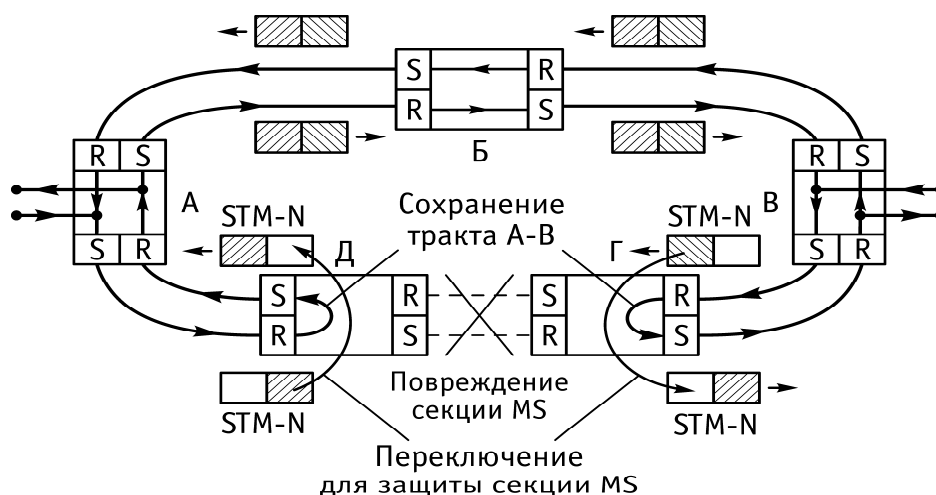 S
R
R
S
Б
R
S
А
S
R
R
S
В
S
R
STM-N
Д
Сохранение
тракта А-В
Г
STM-N
S
R
R
S
S
R
R
S
STM-N
Повреждение
секции MS
STM-N
Переключение
для защиты секции MS